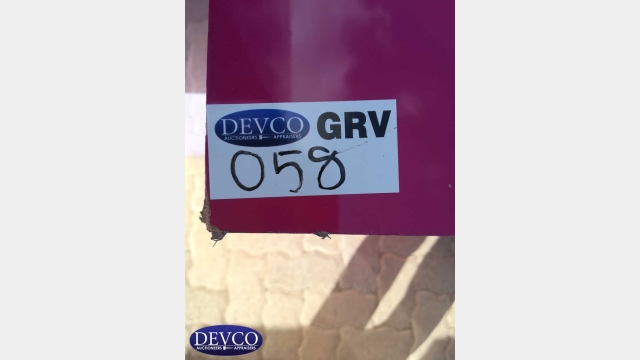 DEVCO GRV
AUCTIONEERS APPRAISERS
058
DEVCO
AUCTIONEERS APPRAISERS